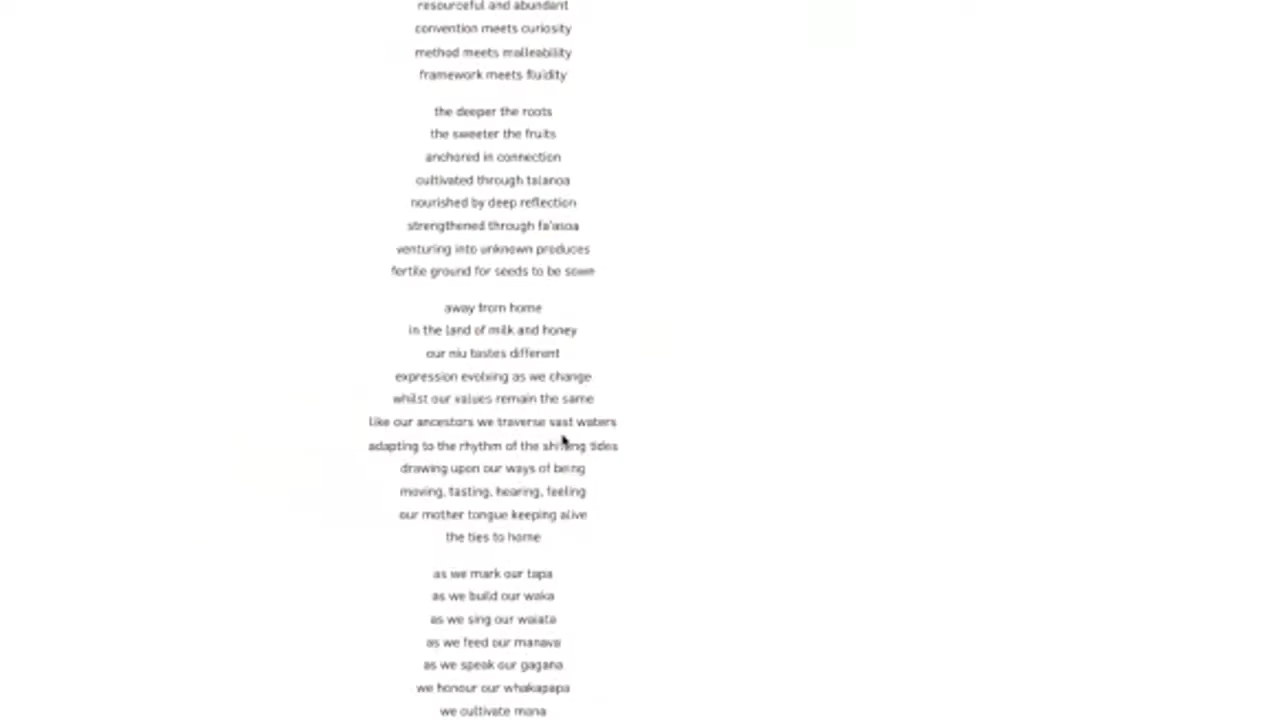 resourceful and abundant
convention meets curiosity
method meets malleability
framework meets fluidity
the deeper the roots
the sweeter the fruits
anchored in connection
cultivated through talanoa
nourished by deep reflection
strengthened through fa'asoa
venturing into unknown produces
fertile ground for seeds to be sown
away from home
in the land of milk and honey
our niu tastes different
expression evolving as we change
whilst our values remain the same
like our ancestors we traverse vast waters
adapting to the rhythm of the shifting tides
drawing upon our ways of being
moving, tasting, hearing, feeling
our mother tongue keeping alive
the ties to home
as we mark our tapa
as we build our waka
as we sing our waiata
as we feed our manava
as we speak our gagana
we honour our whakapapa
we cultivate mana